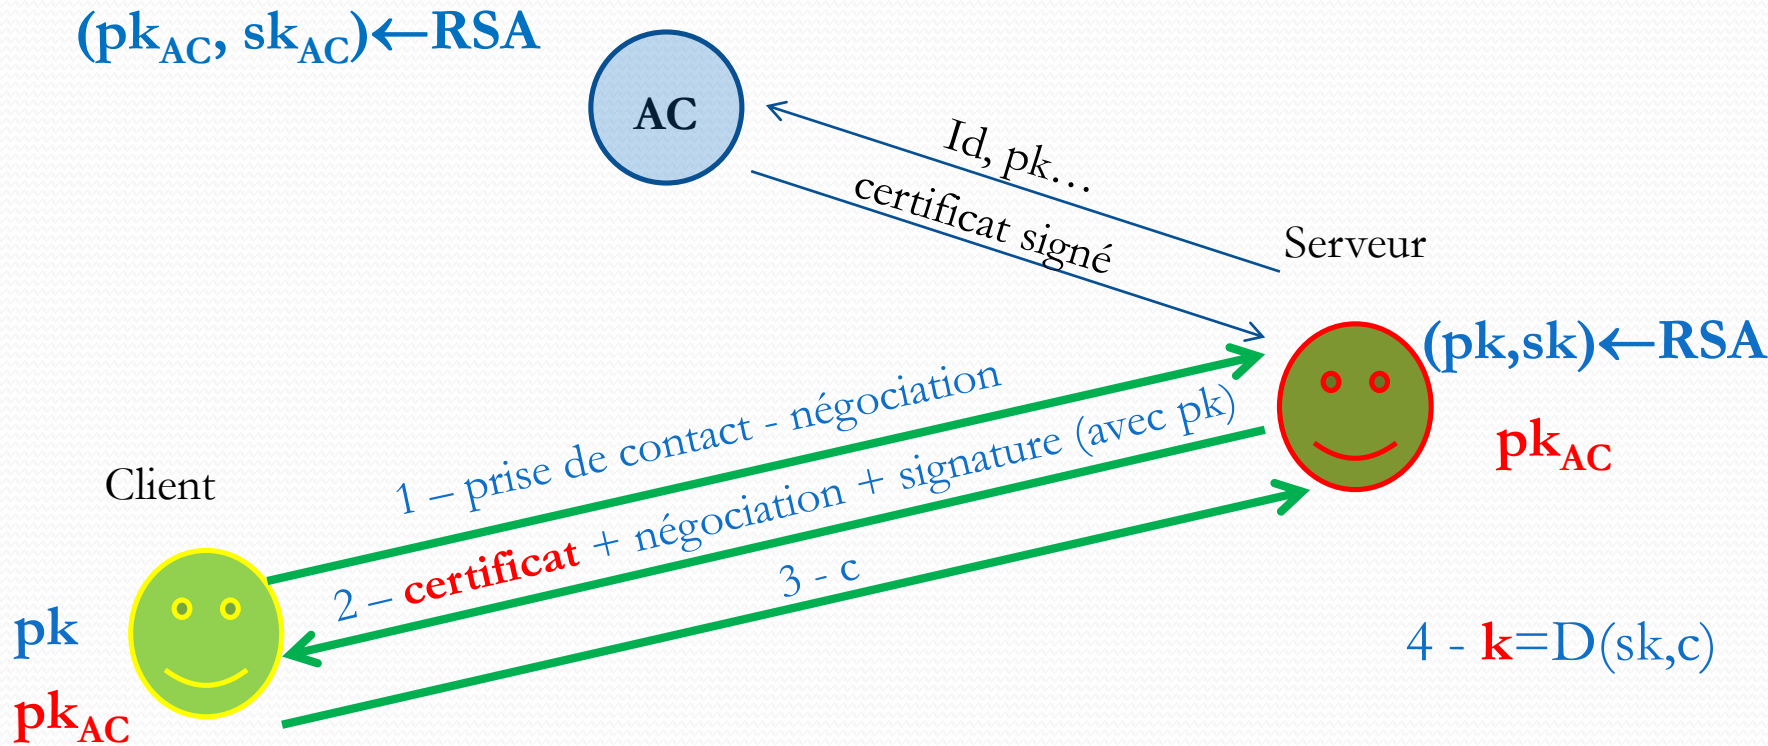 (pkAC, skAC)←RSA
AC
Id, pk…
certificat signé
Serveur
(pk,sk)←RSA
pkAC
1 – prise de contact - négociation
2 – certificat + négociation + signature (avec pk)
3 - c
Client
pk
pkAC
4 - k=D(sk,c)